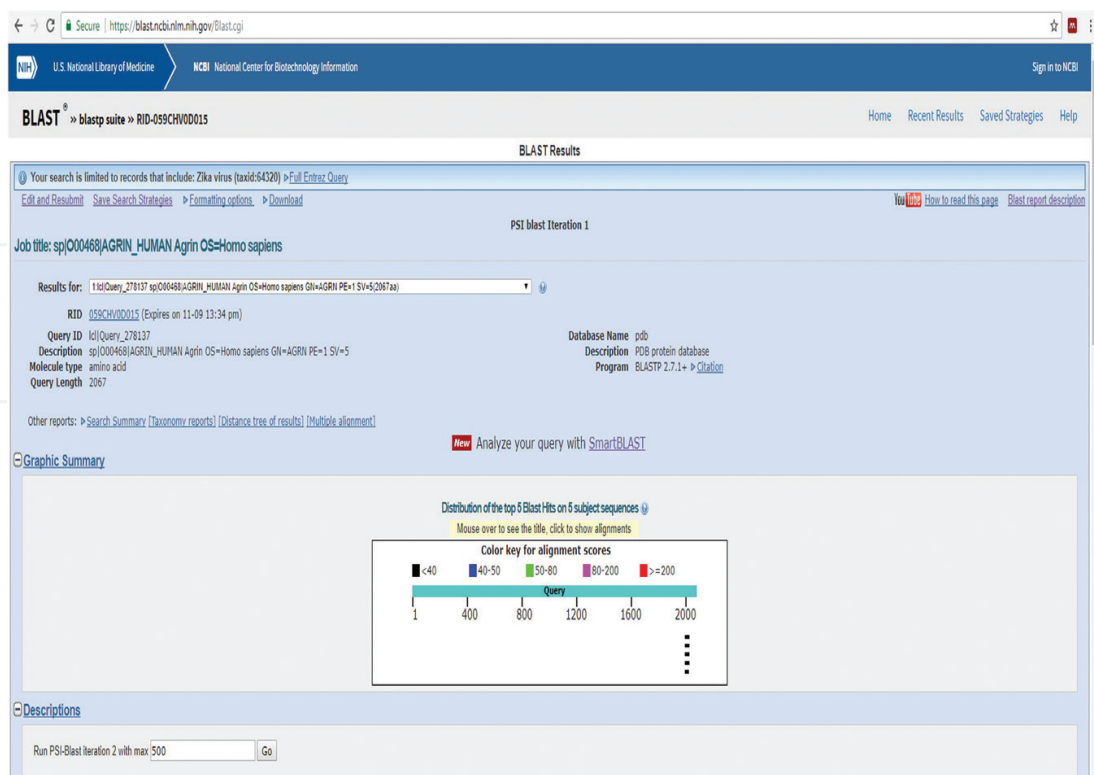 Secure | https://blast.ncbi.nlm.nih.gov/Blast.cgi
NIH U.S. National Library of Medicine NCBI National Center for Biotechnology Information Sign in to NCBI
BLAST ® » blastp suite » RID-059CHV0D015 Home Recent Results Saved Strategies Help
BLAST Results
Your search is limited to records that include: Zika virus (taxid:64320) Full Entrez Query
Edit and Resubmit Save Search Strategies Formatting options Download YouTube How to read this page Blast report description
PSI blast Iteration 1
Job title: sp|O00468|AGRIN_HUMAN Agrin OS=Homo sapiens
Results for: 1:lcl|Query_278137 sp|O00468|AGRIN_HUMAN Agrin OS=Homo sapiens GN=AGRN PE=1 SV=5(2067aa)
RID 059CHV0D015 (Expires on 11-09 13:34 pm)
Query ID lcl|Query_278137 Database Name pdb
Description sp|O00468|AGRIN_HUMAN Agrin OS=Homo sapiens GN=AGRN PE=1 SV=5 Description PDB protein database
Molecule type amino acid Program BLASTP 2.7.1+ Citation
Query Length 2067
Other reports: Search Summary [Taxonomy reports] [Distance tree of results] [Multiple alignment]
New Analyze your query with SmartBLAST
Graphic Summary
Distribution of the top 5 Blast Hits on 5 subject sequences
Mouse over to see the title, click to show alignments
Color key for alignment scores
<40 40-50 50-80 80-200 >=200
Query
1 400 800 1200 1600 2000
Descriptions
Run PSI-Blast iteration 2 with max 500 Go